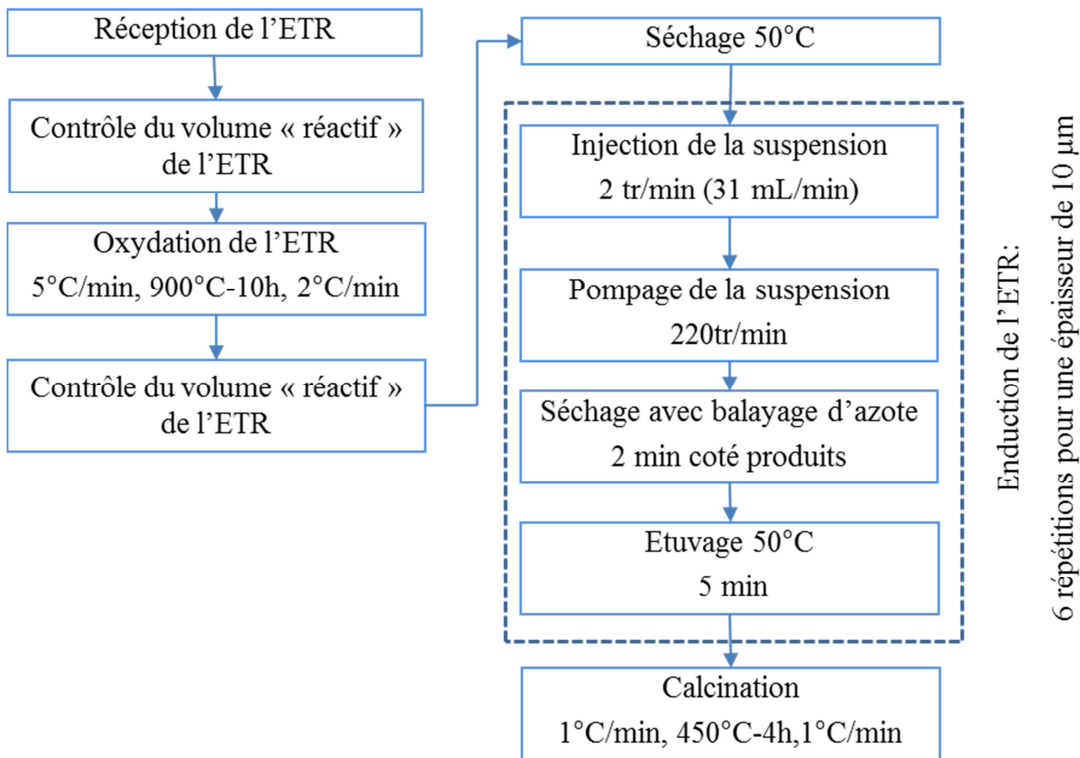 Réception de l’ETR
Contrôle du volume « réactif »
de l’ETR
Oxydation de l’ETR
5°C/min, 900°C-10h, 2°C/min
Contrôle du volume « réactif »
de l’ETR
Séchage 50°C
Injection de la suspension
2 tr/min (31 mL/min)
Pompage de la suspension
220tr/min
Séchage avec balayage d’azote
2 min coté produits
Etuvage 50°C
5 min
Calcination
1°C/min, 450°C-4h,1°C/min
Enduction de l’ETR:
6 répétitions pour une épaisseur de 10 µm